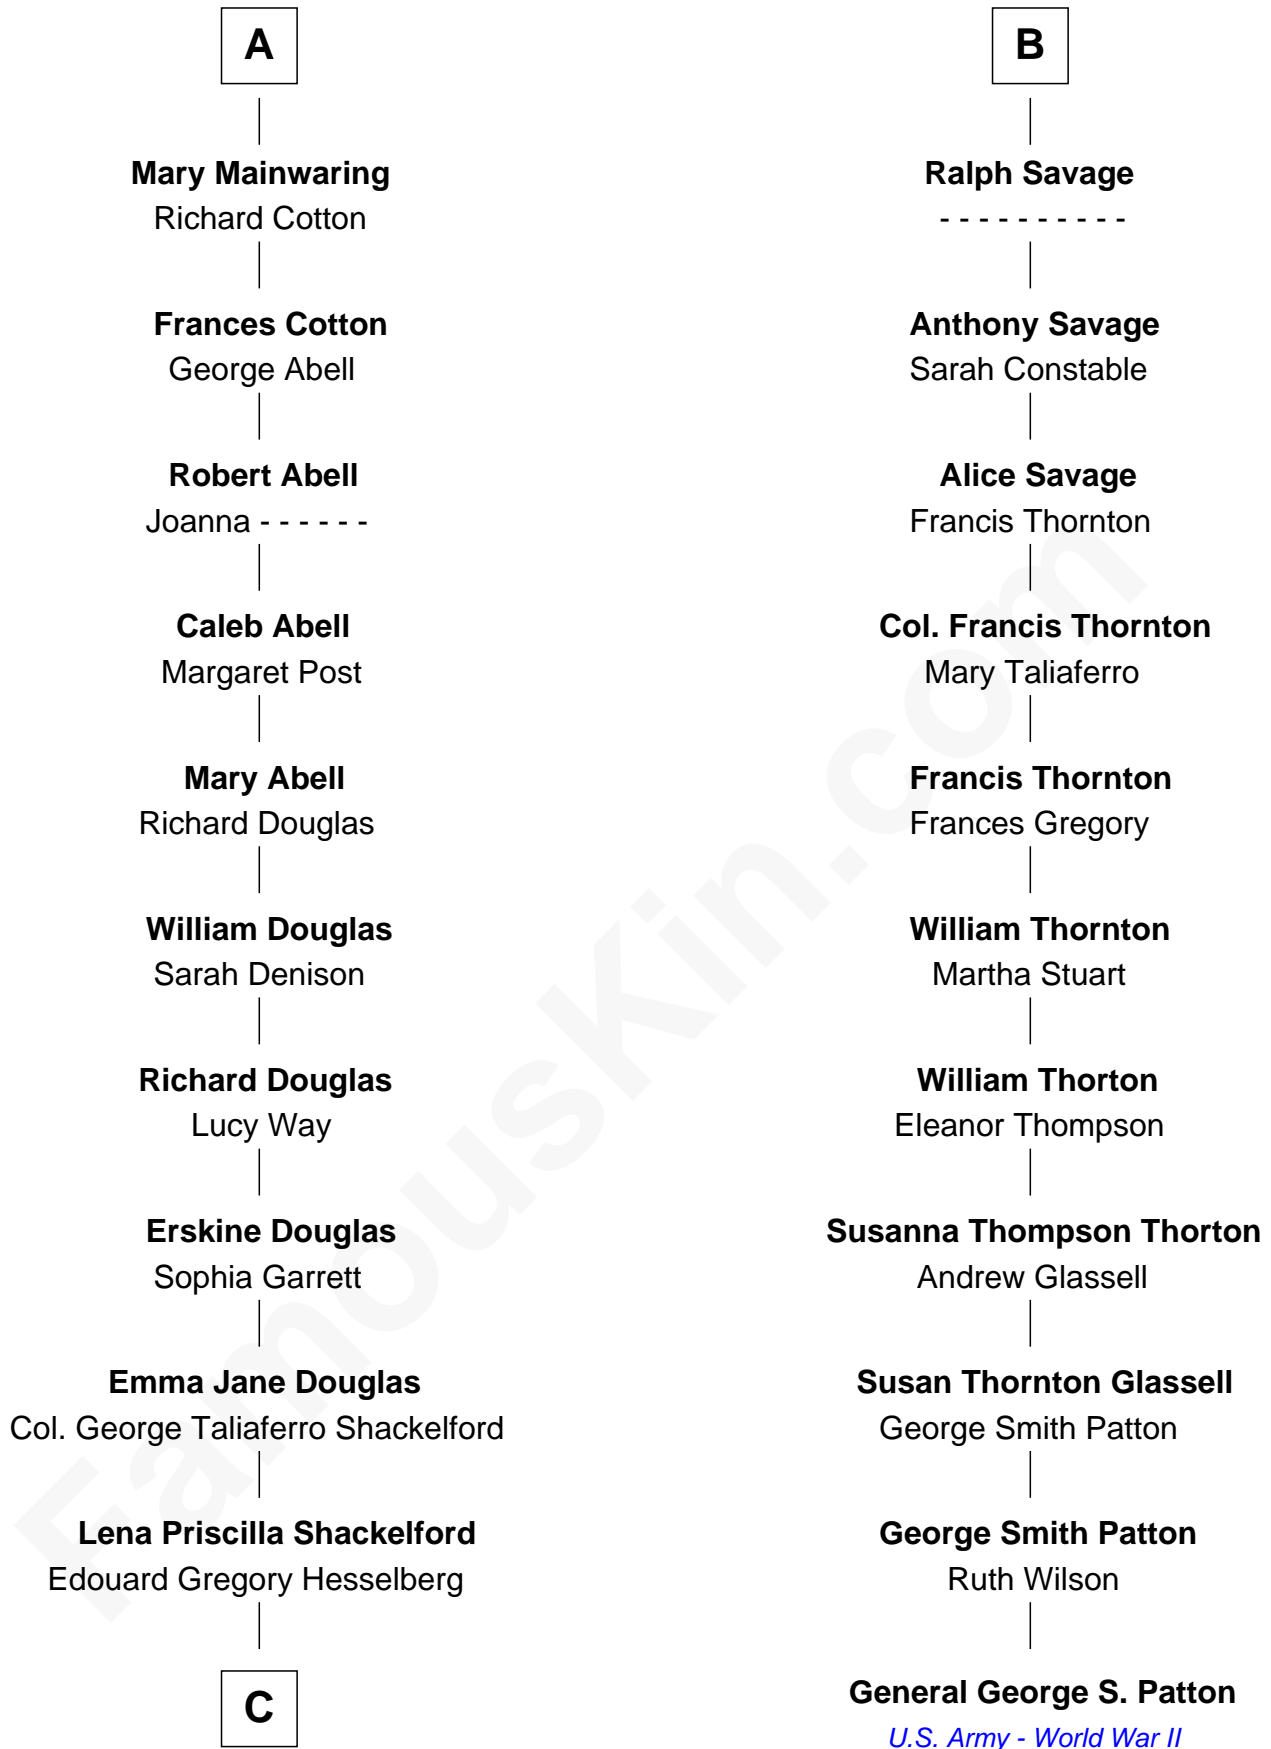 A
Mary Mainwaring
Richard Cotton
Frances Cotton
George Abell
Robert Abell
Joanna - - - - - -
Caleb Abell
Margaret Post
Mary Abell
Richard Douglas
William Douglas
Sarah Denison
Richard Douglas
Lucy Way
Erskine Douglas
Sophia Garrett
Emma Jane Douglas
Col. George Taliaferro Shackelford
Lena Priscilla Shackelford
Edouard Gregory Hesselberg
C
B
Ralph Savage
- - - - - - - - - -
Anthony Savage
Sarah Constable
Alice Savage
Francis Thornton
Col. Francis Thornton
Mary Taliaferro
Francis Thornton
Frances Gregory
William Thornton
Martha Stuart
William Thorton
Eleanor Thompson
Susanna Thompson Thorton
Andrew Glassell
Susan Thornton Glassell
George Smith Patton
George Smith Patton
Ruth Wilson
General George S. Patton
U.S. Army - World War II
FamousKin.com